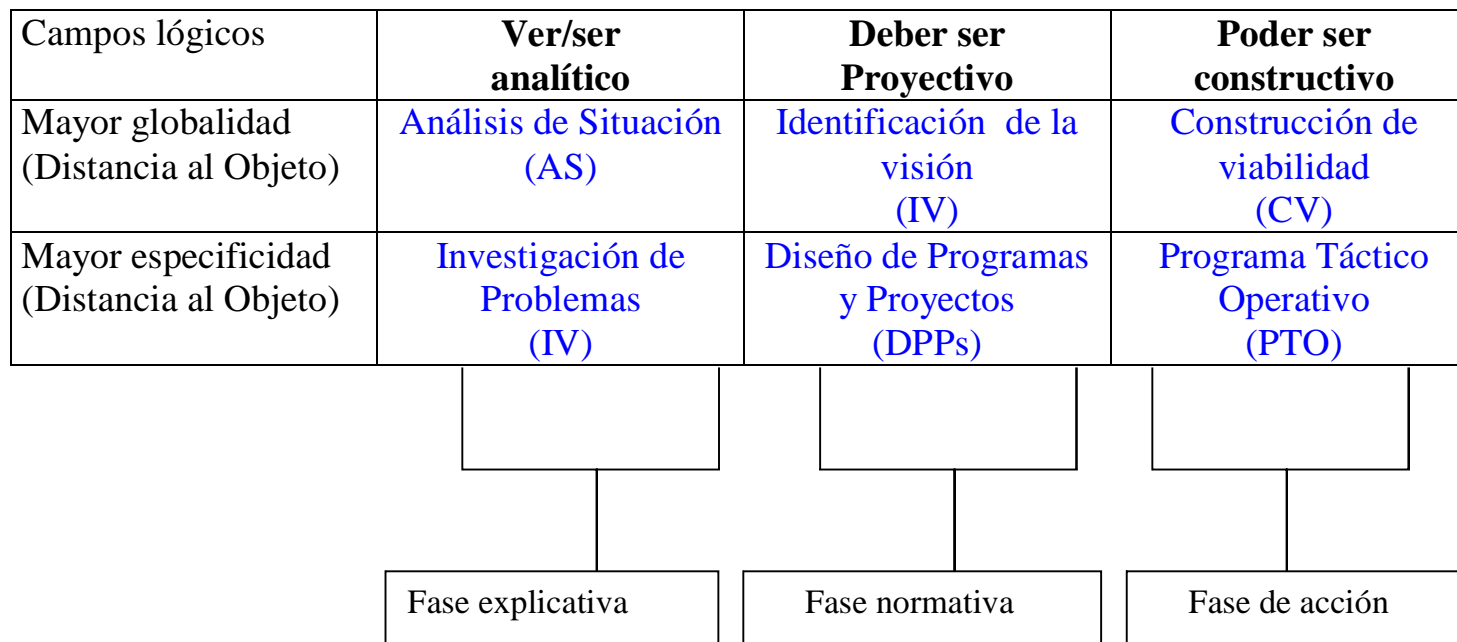 Campos lógicos
Ver/ser
analítico
Deber ser
Proyectivo
Poder ser
constructivo
Mayor globalidad
(Distancia al Objeto)
Análisis de Situación
(AS)
Identificación de la
visión
(IV)
Construcción de
viabilidad
(CV)
Mayor especificidad
(Distancia al Objeto)
Investigación de
Problemas
(IV)
Diseño de Programas
y Proyectos
(DPPs)
Programa Táctico
Operativo
(PTO)
Fase explicativa
Fase normativa
Fase de acción